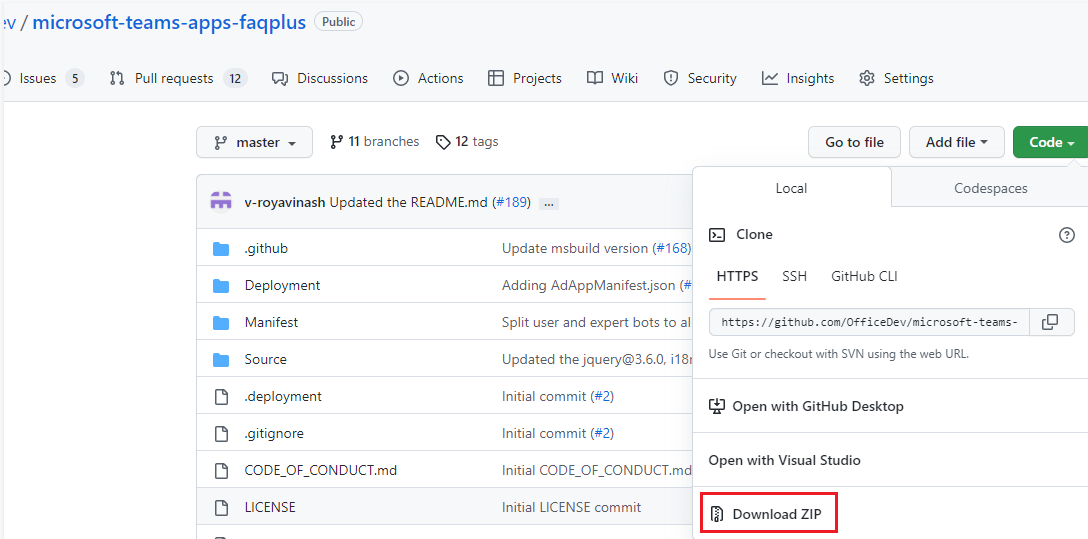 ev / microsoft-teams-apps-faqplus Public
Issues 5 Pull requests 12 Discussions Actions Projects Wiki Security Insights Settings
master 11 branches 12 tags Go to file Add file Code
v-royavinash Updated the README.md (#189) ...
.github Update msbuild version (#168)
Deployment Adding AdAppManifest.json (#
Manifest Split user and expert bots to al
Source Updated the jquery@3.6.0, i18n
.deployment Initial commit (#2)
.gitignore Initial commit (#2)
CODE_OF_CONDUCT.md Initial CODE_OF_CONDUCT.md
LICENSE Initial LICENSE commit
Local Codespaces
Clone
HTTPS SSH GitHub CLI
https://github.com/OfficeDev/microsoft-teams-
Use Git or checkout with SVN using the web URL.
Open with GitHub Desktop
Open with Visual Studio
Download ZIP